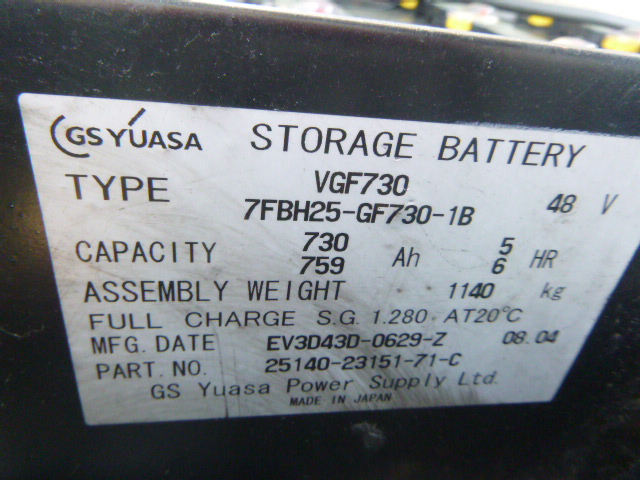 GS YUASA STORAGE BATTERY
TYPE VGF730 48 V
7FBH25-GF730-1B
CAPACITY 730 Ah 5 HR
759 6
ASSEMBLY WEIGHT 1140 kg
FULL CHARGE S.G. 1.280 AT20℃
MFG. DATE EV3D43D-0629-Z 08.04
PART. NO. 25140-23151-71-C
GS Yuasa Power Supply Ltd.
MADE IN JAPAN